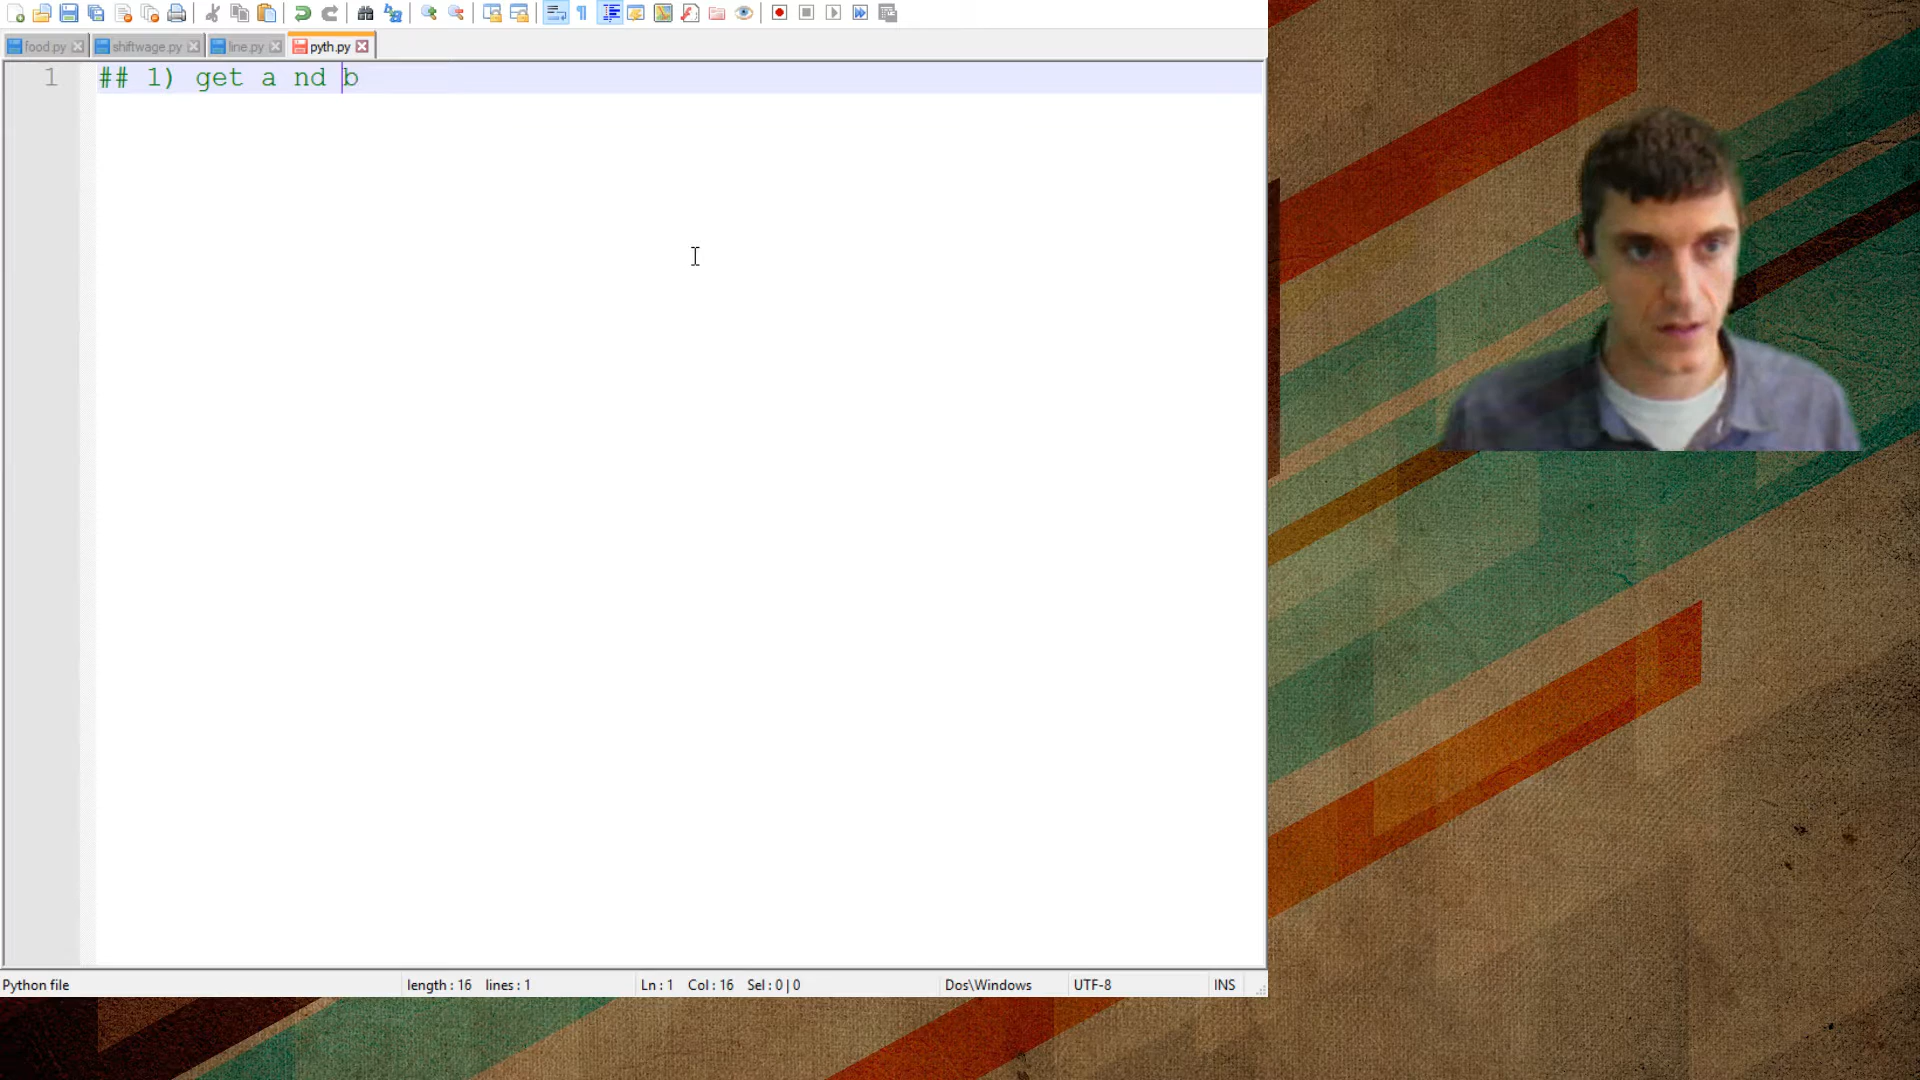 food.py shiftwage.py line.py pyth.py
1 ## 1) get a nd b
Python file length : 16 lines : 1 Ln : 1 Col : 16 Sel : 0 | 0 Dos\Windows UTF-8 INS